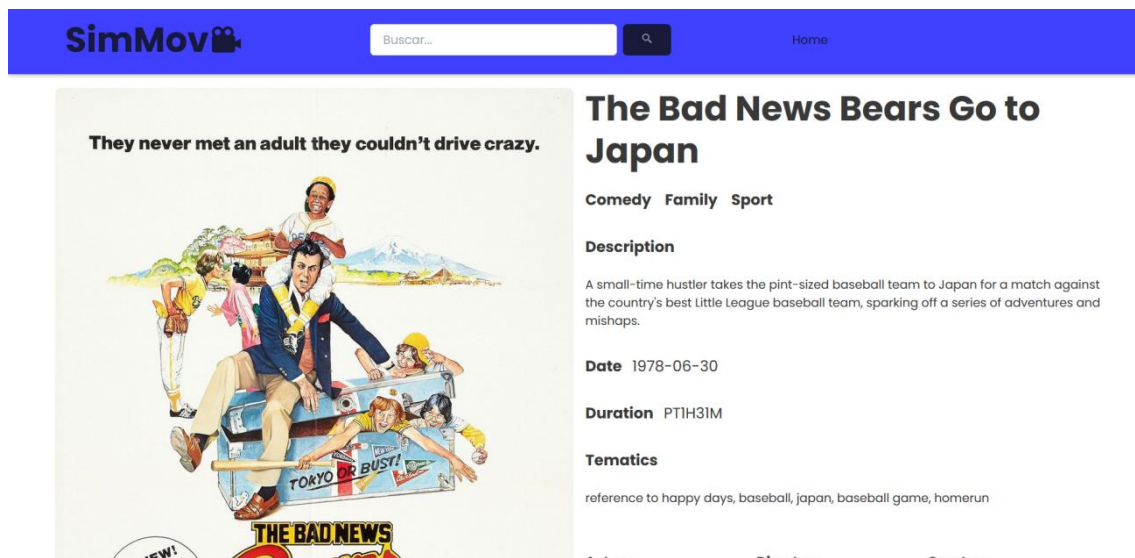 SimMov
Buscar...
Home
They never met an adult they couldn't drive crazy.
TOKYO OR BUST!
THE BAD NEWS
NEW!
The Bad News Bears Go to
Japan
Comedy Family Sport
Description
A small-time hustler takes the pint-sized baseball team to Japan for a match against
the country's best Little League baseball team, sparking off a series of adventures and
mishaps.
Date 1978-06-30
Duration PT1H31M
Tematics
reference to happy days, baseball, japan, baseball game, homerun